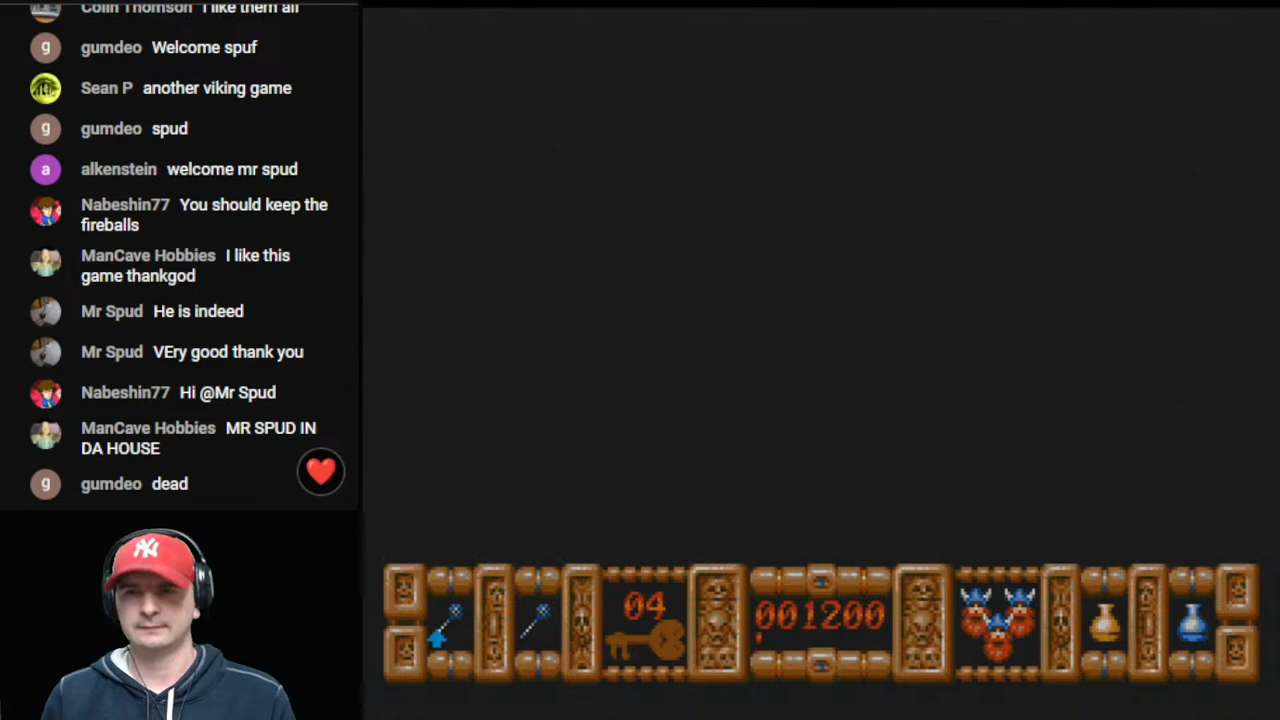 Colin Thomson I like them all
gumdeo Welcome spuf
Sean P another viking game
gumdeo spud
a alkenstein welcome mr spud
Nabeshin77 You should keep the
fireballs
ManCave Hobbies I like this
game thankgod
Mr Spud He is indeed
Mr Spud VEry good thank you
Nabeshin77 Hi @Mr Spud
ManCave Hobbies MR SPUD IN
DA HOUSE
g gumdeo dead
NY
04
001200